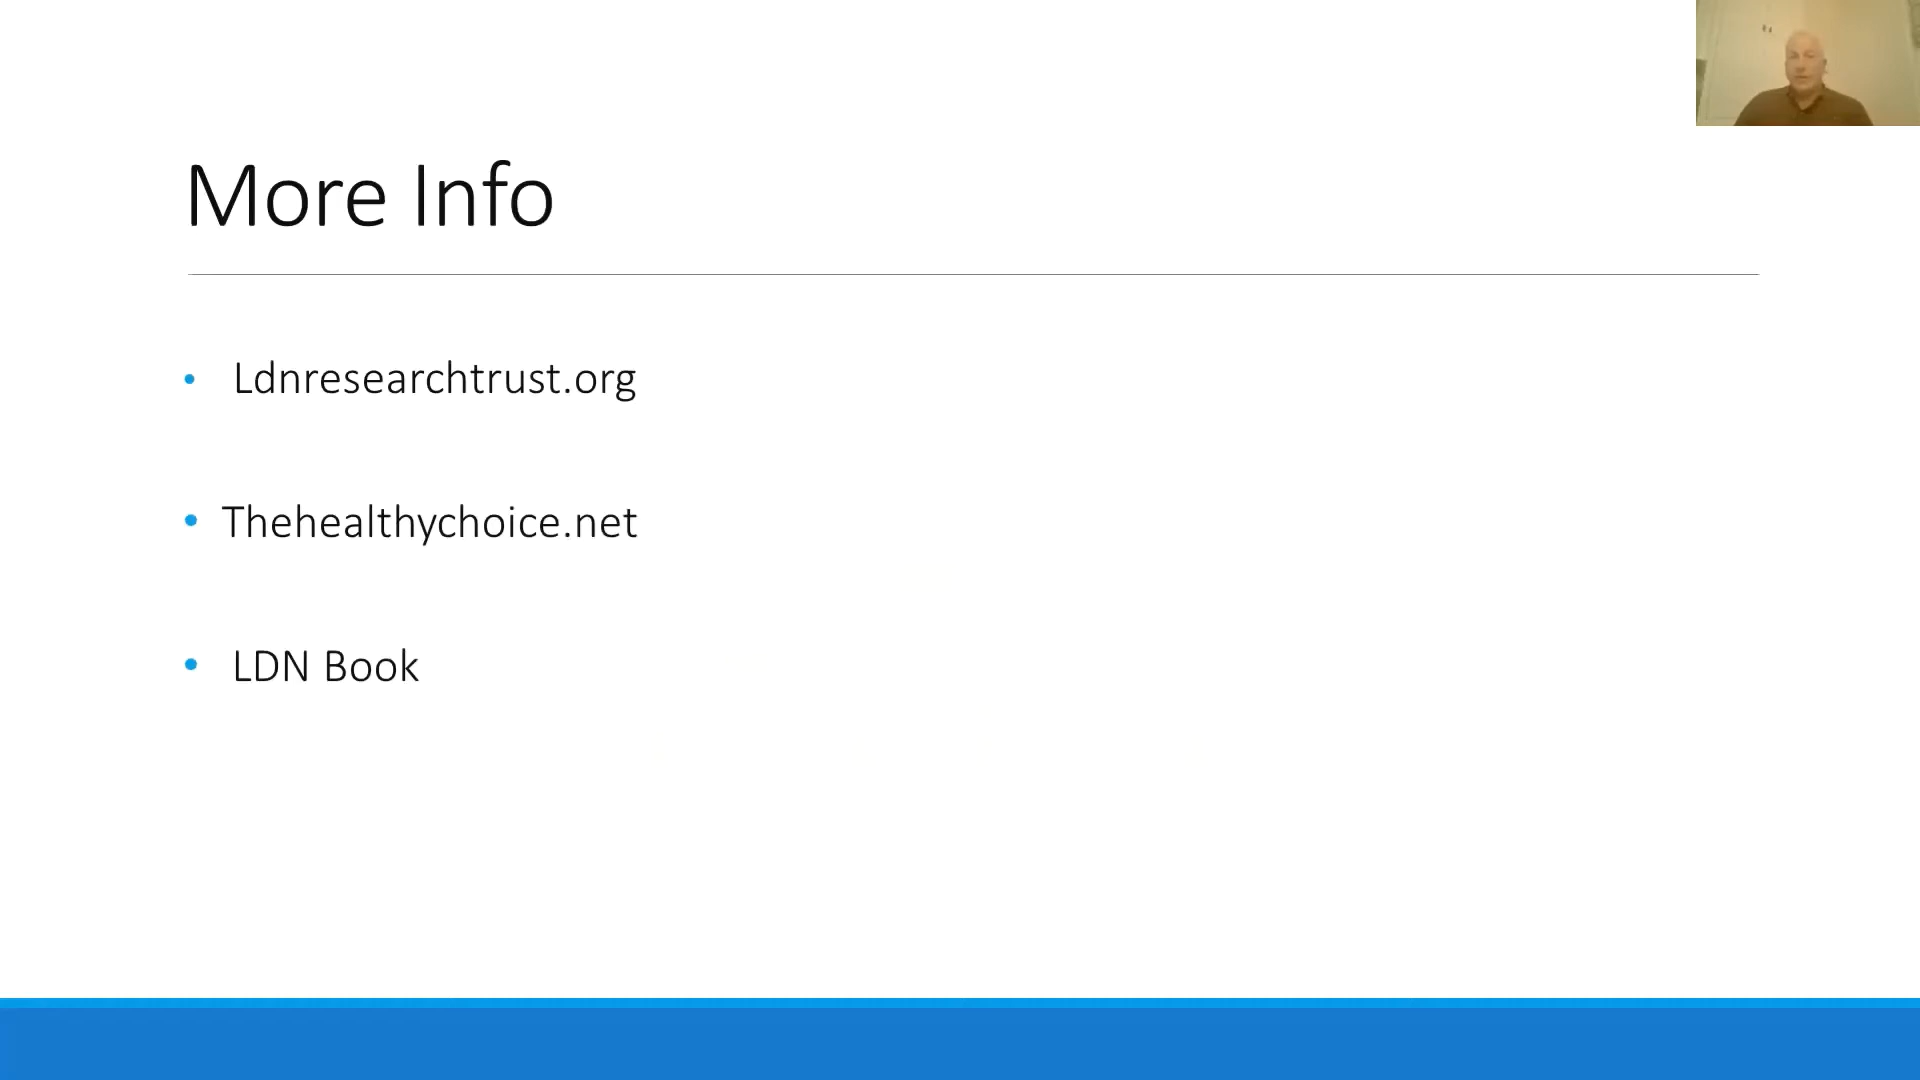 More Info
• Ldnresearchtrust.org
• Thehealthychoice.net
• LDN Book